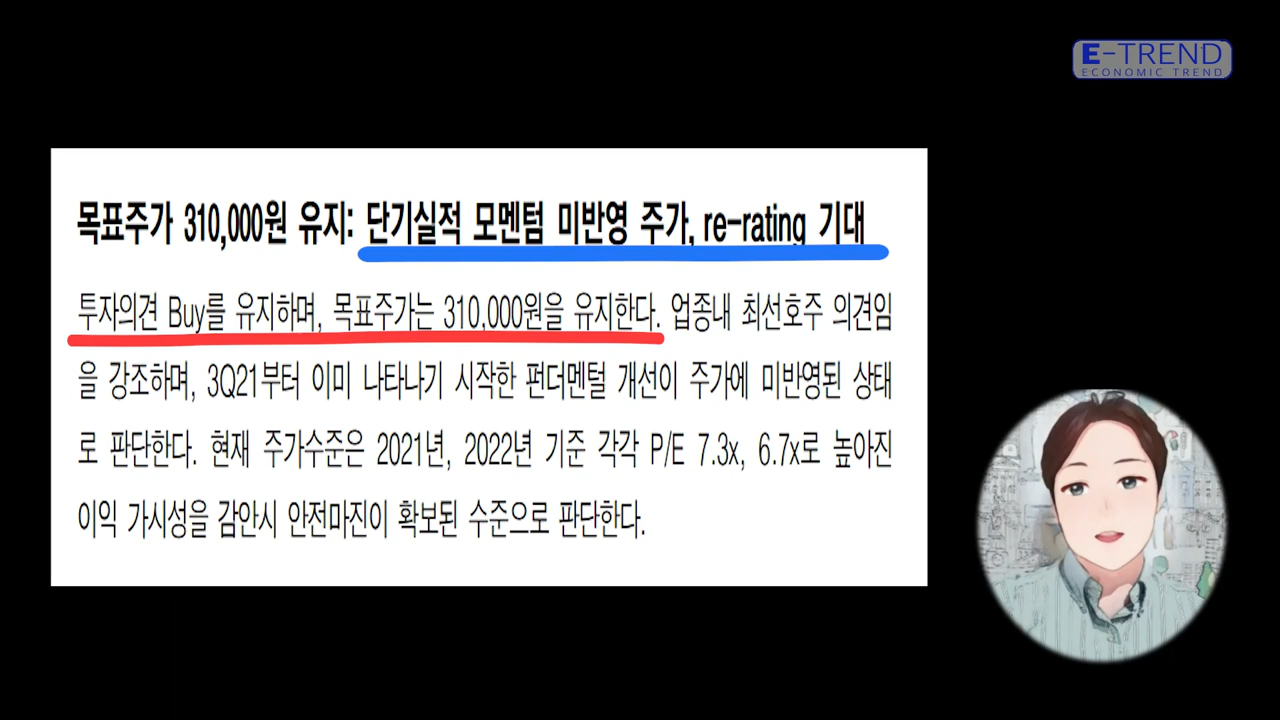 E-TREND
ECONOMIC TREND
목표주가 310,000원 유지: 단기실적 모멘텀 미반영 주가, re-rating 기대
투자의견 Buy를 유지하며, 목표주가는 310,000원을 유지한다. 업종내 최선호주 의견임
을 강조하며, 3Q21부터 이미 나타나기 시작한 펀더멘털 개선이 주가에 미반영된 상태
로 판단한다. 현재 주가수준은 2021년, 2022년 기준 각각 P/E 7.3x, 6.7x로 높아진
이익 가시성을 감안시 안전마진이 확보된 수준으로 판단한다.